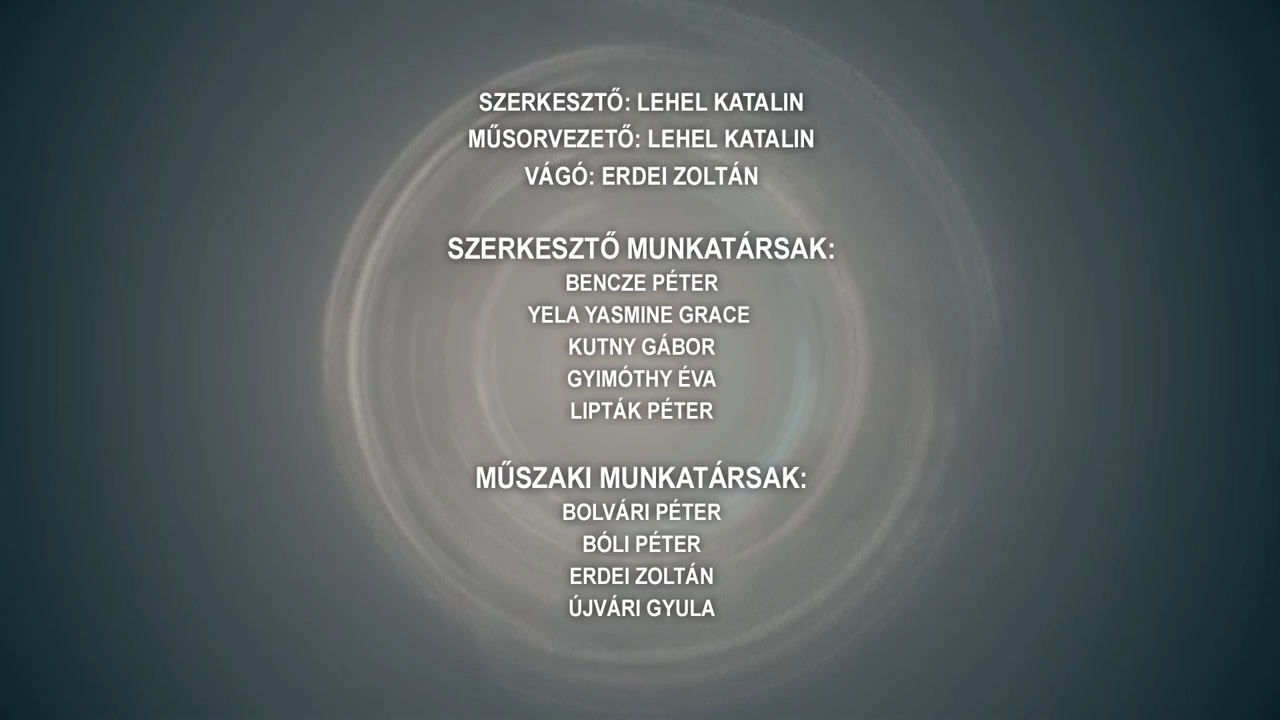 SZERKESZTŐ: LEHEL KATALIN
MŰSORVEZETŐ: LEHEL KATALIN
VÁGÓ: ERDEI ZOLTÁN
SZERKESZTŐ MUNKATÁRSAK:
BENCZE PÉTER
YELA YASMINE GRACE
KUTNY GÁBOR
GYIMÓTHY ÉVA
LIPTÁK PÉTER
MŰSZAKI MUNKATÁRSAK:
BOLVÁRI PÉTER
BÓLI PÉTER
ERDEI ZOLTÁN
ÚJVÁRI GYULA